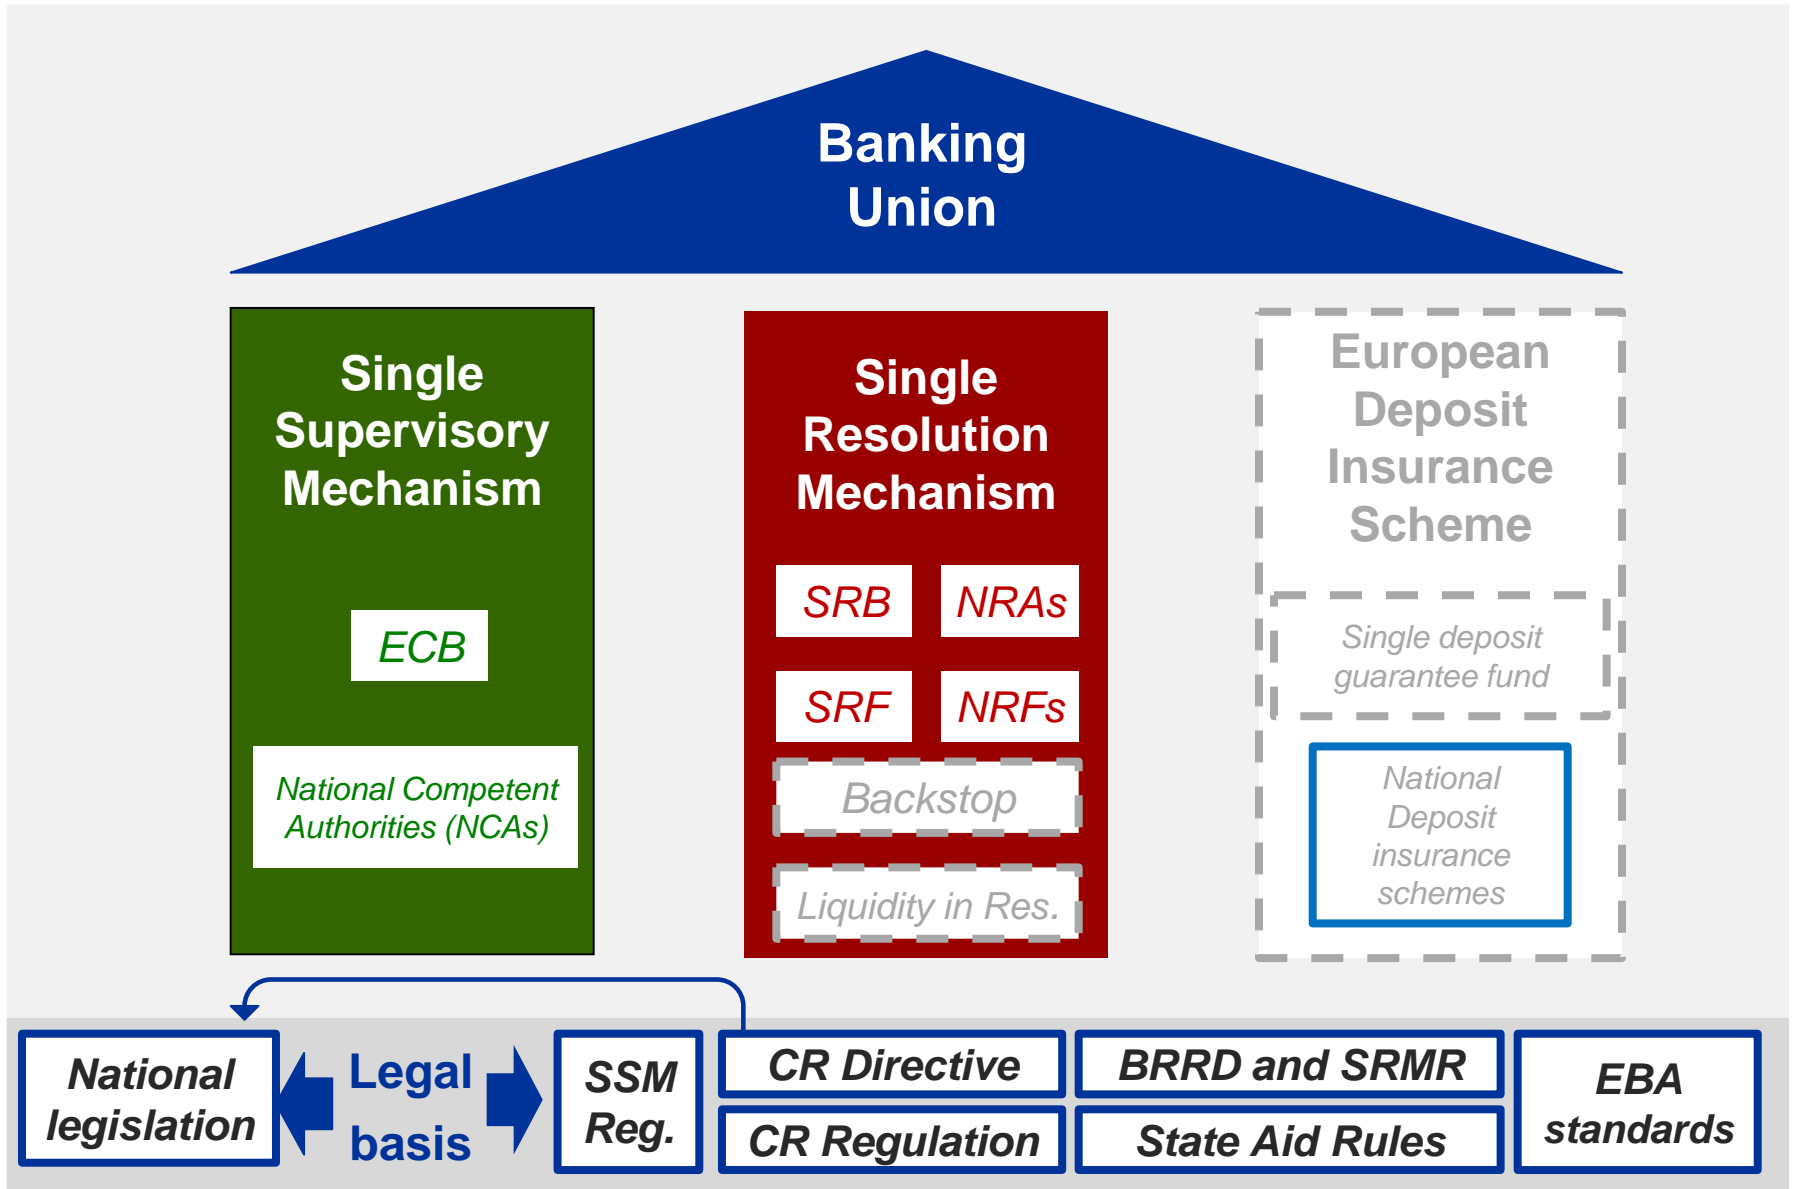 Banking
Union
Single
Supervisory
Mechanism
ECB
National Competent
Authorities (NCAs)
Single
Resolution
Mechanism
SRB
NRAs
SRF
NRFs
Backstop
Liquidity in Res.
European
Deposit
Insurance
Scheme
Single deposit
guarantee fund
National
Deposit
insurance
schemes
National
legislation
Legal
basis
SSM
Reg.
CR Directive
CR Regulation
BRRD and SRMR
State Aid Rules
EBA
standards